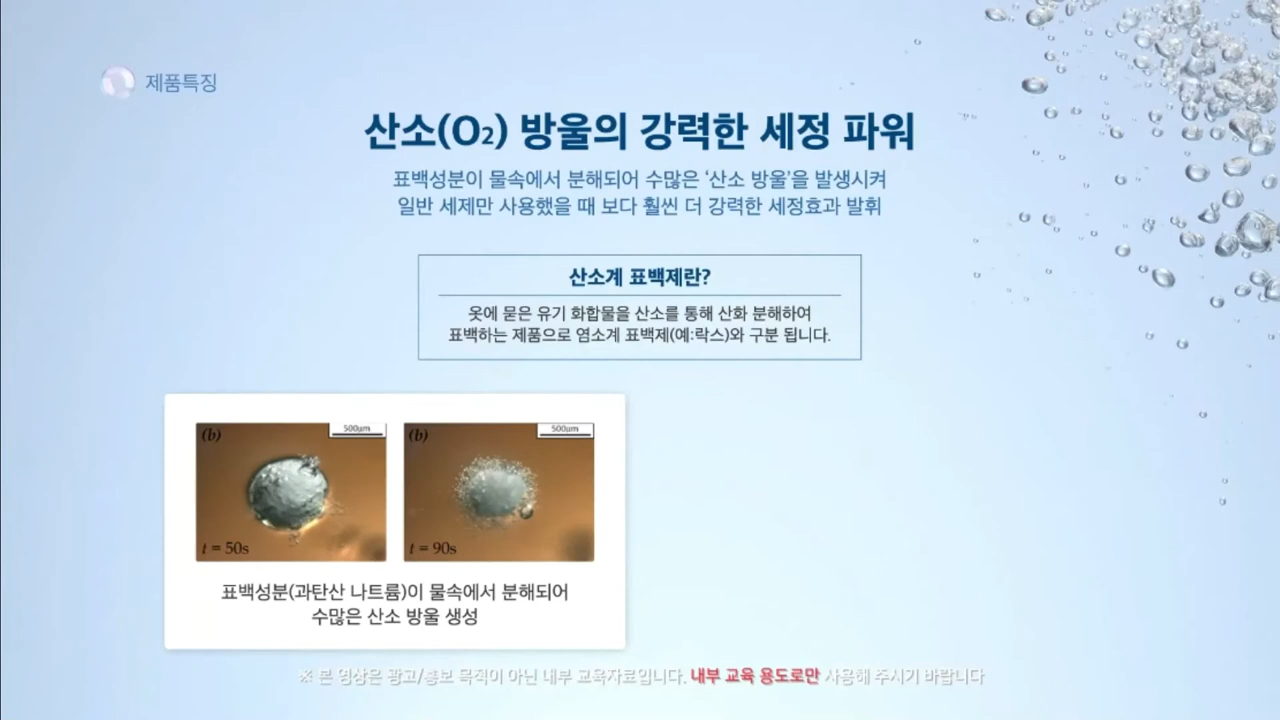 제품특징
산소(O₂) 방울의 강력한 세정 파워
표백성분이 물속에서 분해되어 수많은 ‘산소 방울’을 발생시켜
일반 세제만 사용했을 때 보다 훨씬 더 강력한 세정효과 발휘
산소계 표백제란?
옷에 묻은 유기 화합물을 산소를 통해 산화 분해하여
표백하는 제품으로 염소계 표백제(예:락스)와 구분 됩니다.
(b) 500μm
t = 50s
(b) 500μm
t = 90s
표백성분(과탄산 나트륨)이 물속에서 분해되어
수많은 산소 방울 생성
※ 본 영상은 광고/홍보 목적이 아닌 내부 교육자료입니다. 내부 교육 용도로만 사용해 주시기 바랍니다